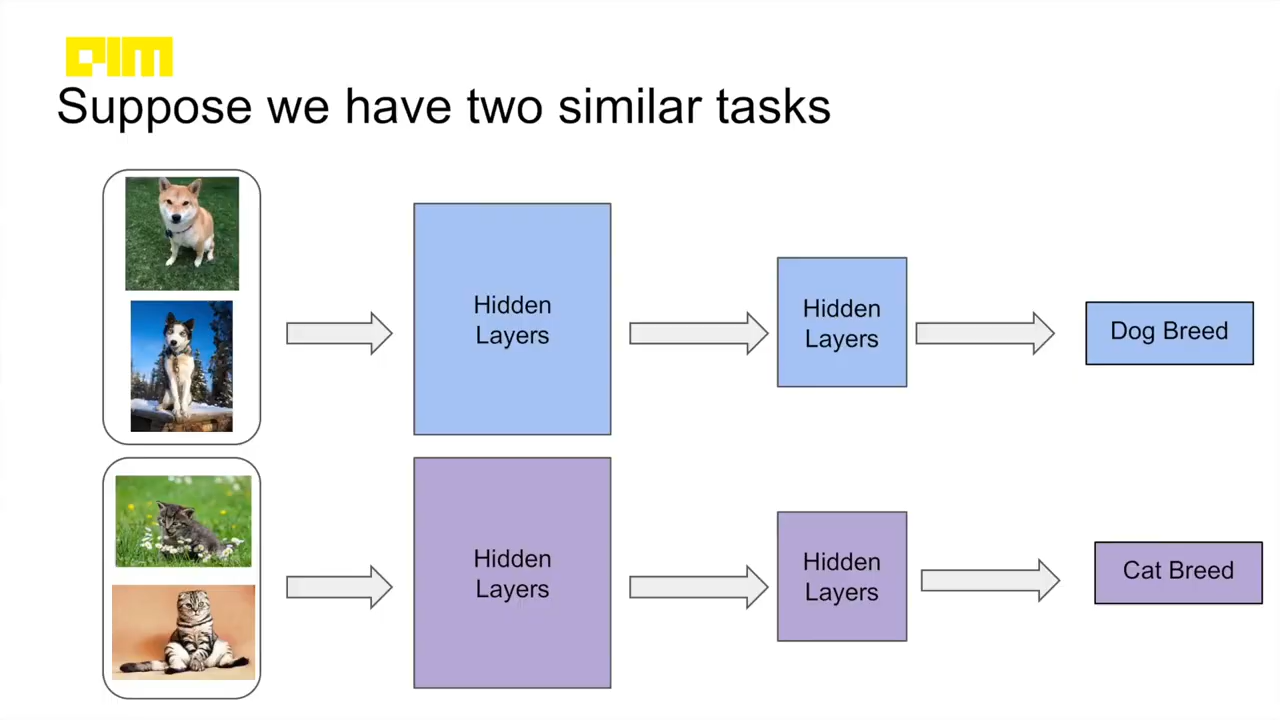 AIM
Suppose we have two similar tasks
Hidden
Layers
Hidden
Layers
Dog Breed
Hidden
Layers
Hidden
Layers
Cat Breed